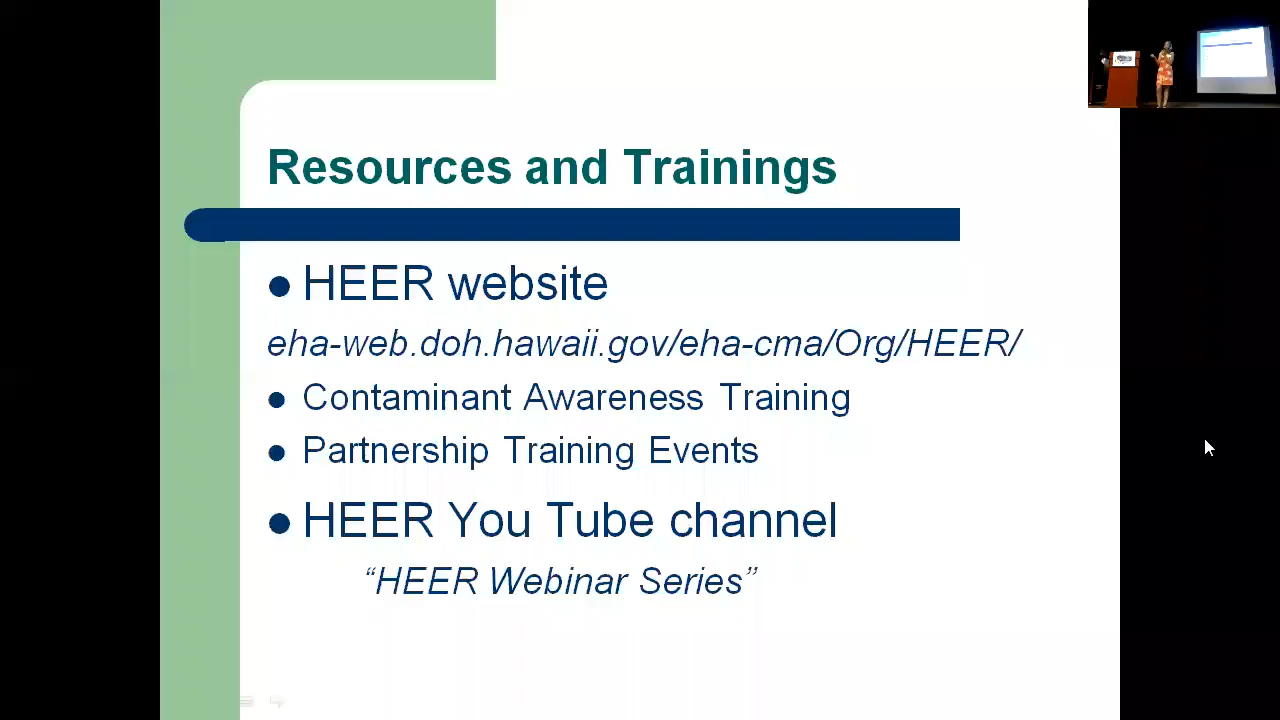 Resources and Trainings
HEER website
eha-web.doh.hawaii.gov/eha-cma/Org/HEER/
Contaminant Awareness Training
Partnership Training Events
HEER You Tube channel
“HEER Webinar Series”